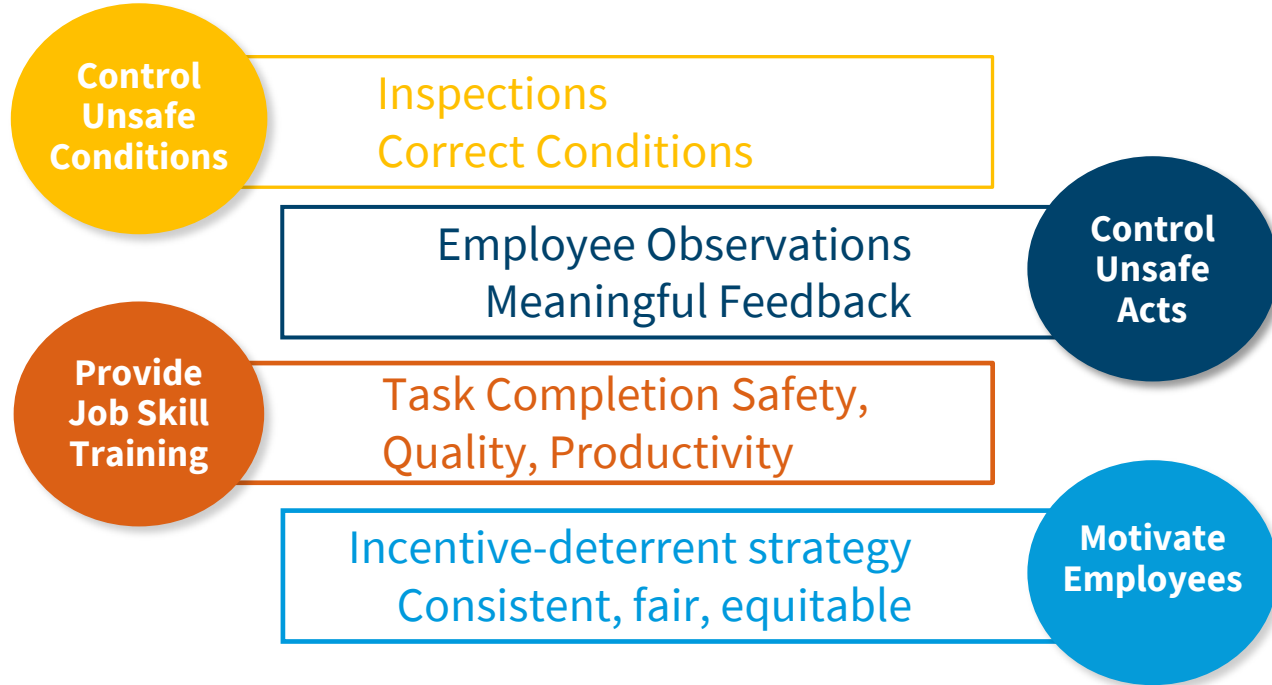 Control
Unsafe
Conditions
Inspections
Correct Conditions
Employee Observations
Meaningful Feedback
Control
Unsafe
Acts
Provide
Job Skill
Training
Task Completion Safety,
Quality, Productivity
Incentive-deterrent strategy
Consistent, fair, equitable
Motivate
Employees